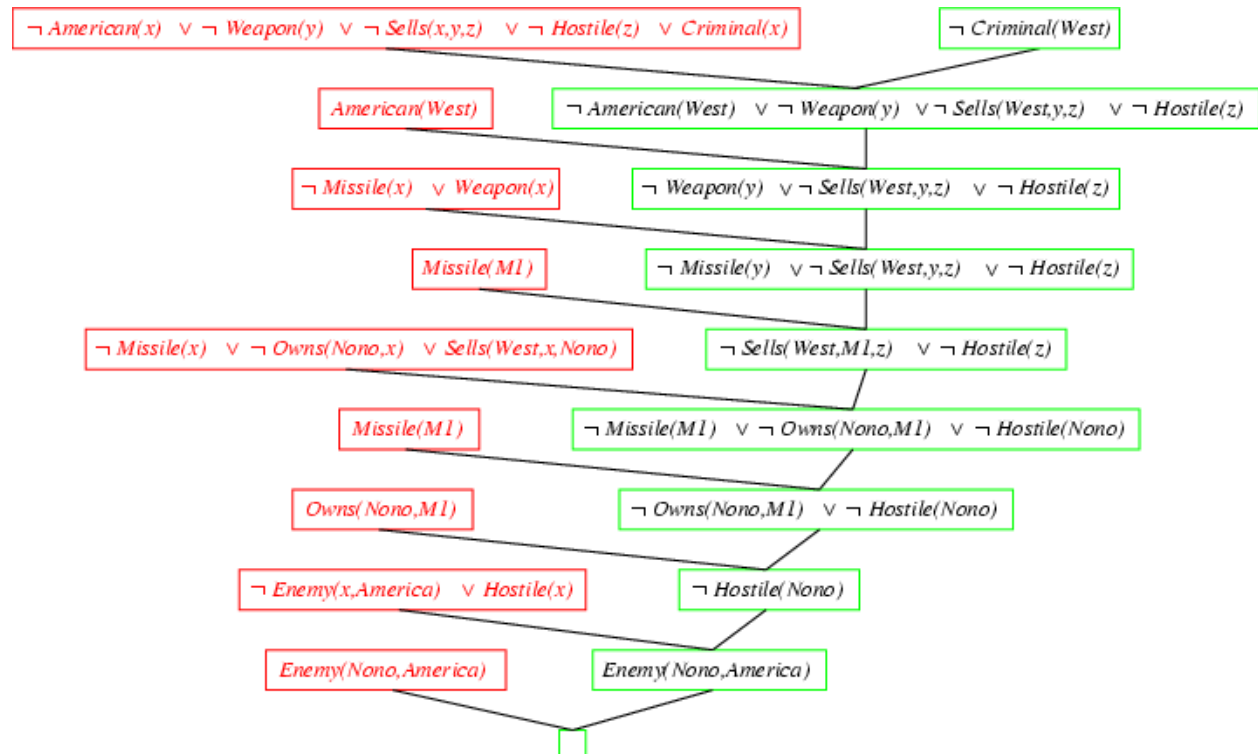 ¬ American(x) ∨ ¬ Weapon(y) ∨ ¬ Sells(x,y,z) ∨ ¬ Hostile(z) ∨ Criminal(x)
¬ Criminal(West)
American(West)
¬ American(West) ∨ ¬ Weapon(y) ∨ ¬ Sells(West,y,z) ∨ ¬ Hostile(z)
¬ Missile(x) ∨ Weapon(x)
¬ Weapon(y) ∨ ¬ Sells(West,y,z) ∨ ¬ Hostile(z)
Missile(M1)
¬ Missile(y) ∨ ¬ Sells(West,y,z) ∨ ¬ Hostile(z)
¬ Missile(x) ∨ ¬ Owns(Nono,x) ∨ Sells(West,x,Nono)
¬ Sells(West,M1,z) ∨ ¬ Hostile(z)
Missile(M1)
¬ Missile(M1) ∨ ¬ Owns(Nono,M1) ∨ ¬ Hostile(Nono)
Owns(Nono,M1)
¬ Owns(Nono,M1) ∨ ¬ Hostile(Nono)
¬ Enemy(x,America) ∨ Hostile(x)
¬ Hostile(Nono)
Enemy(Nono,America)
Enemy(Nono,America)